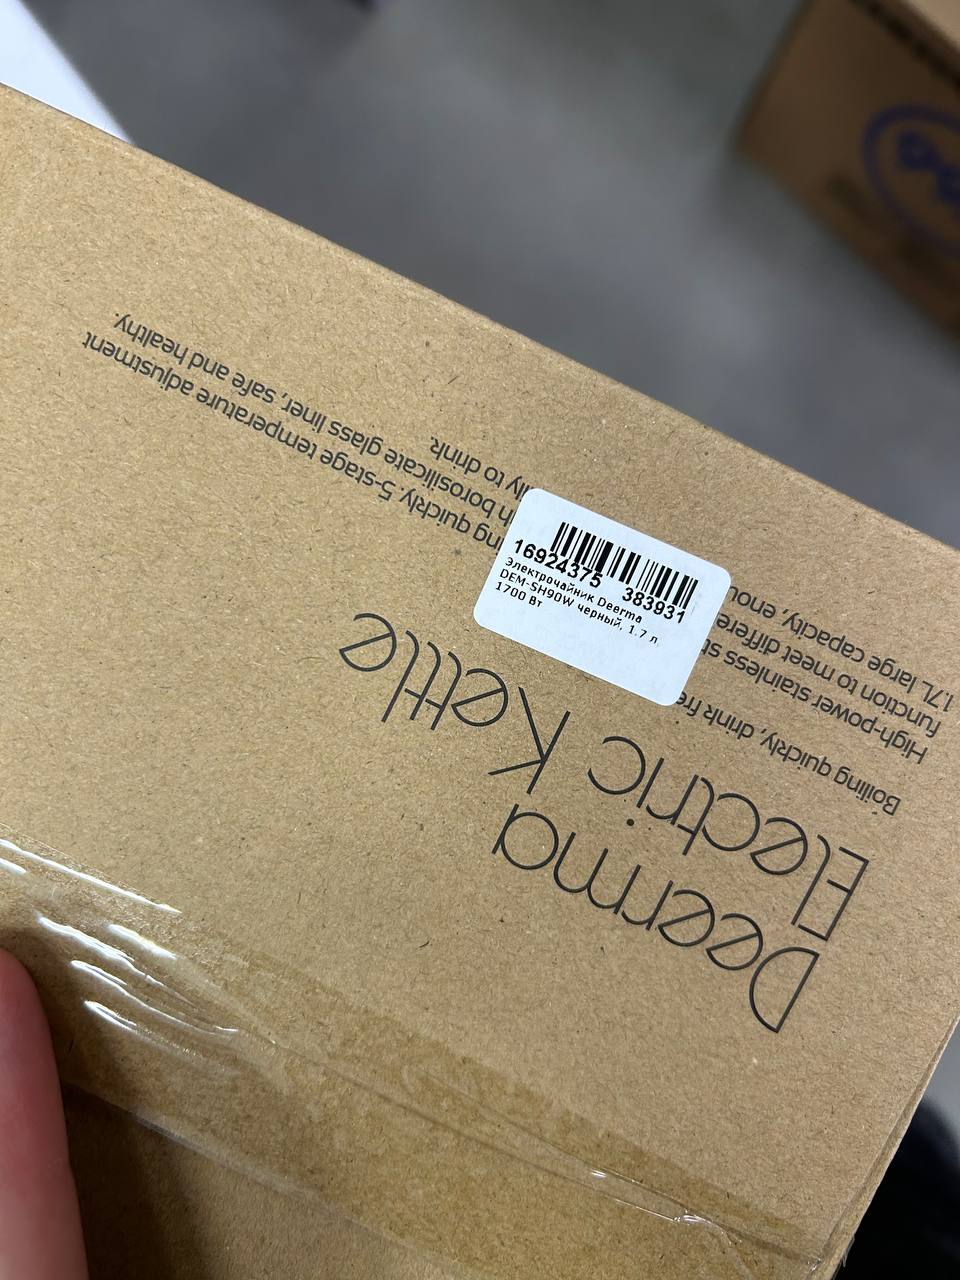 Deerma
Electric Kettle
Boiling quickly, drink
High-power stainless
function to meet
1.7L large capacity,
quickly. 5-stage temperature adjustment
borosilicate glass liner, safe and healthy.
to drink.
16924375 383931
Электрочайник Deerma
DEM-SH90W черный, 1.7 л,
1700 Вт